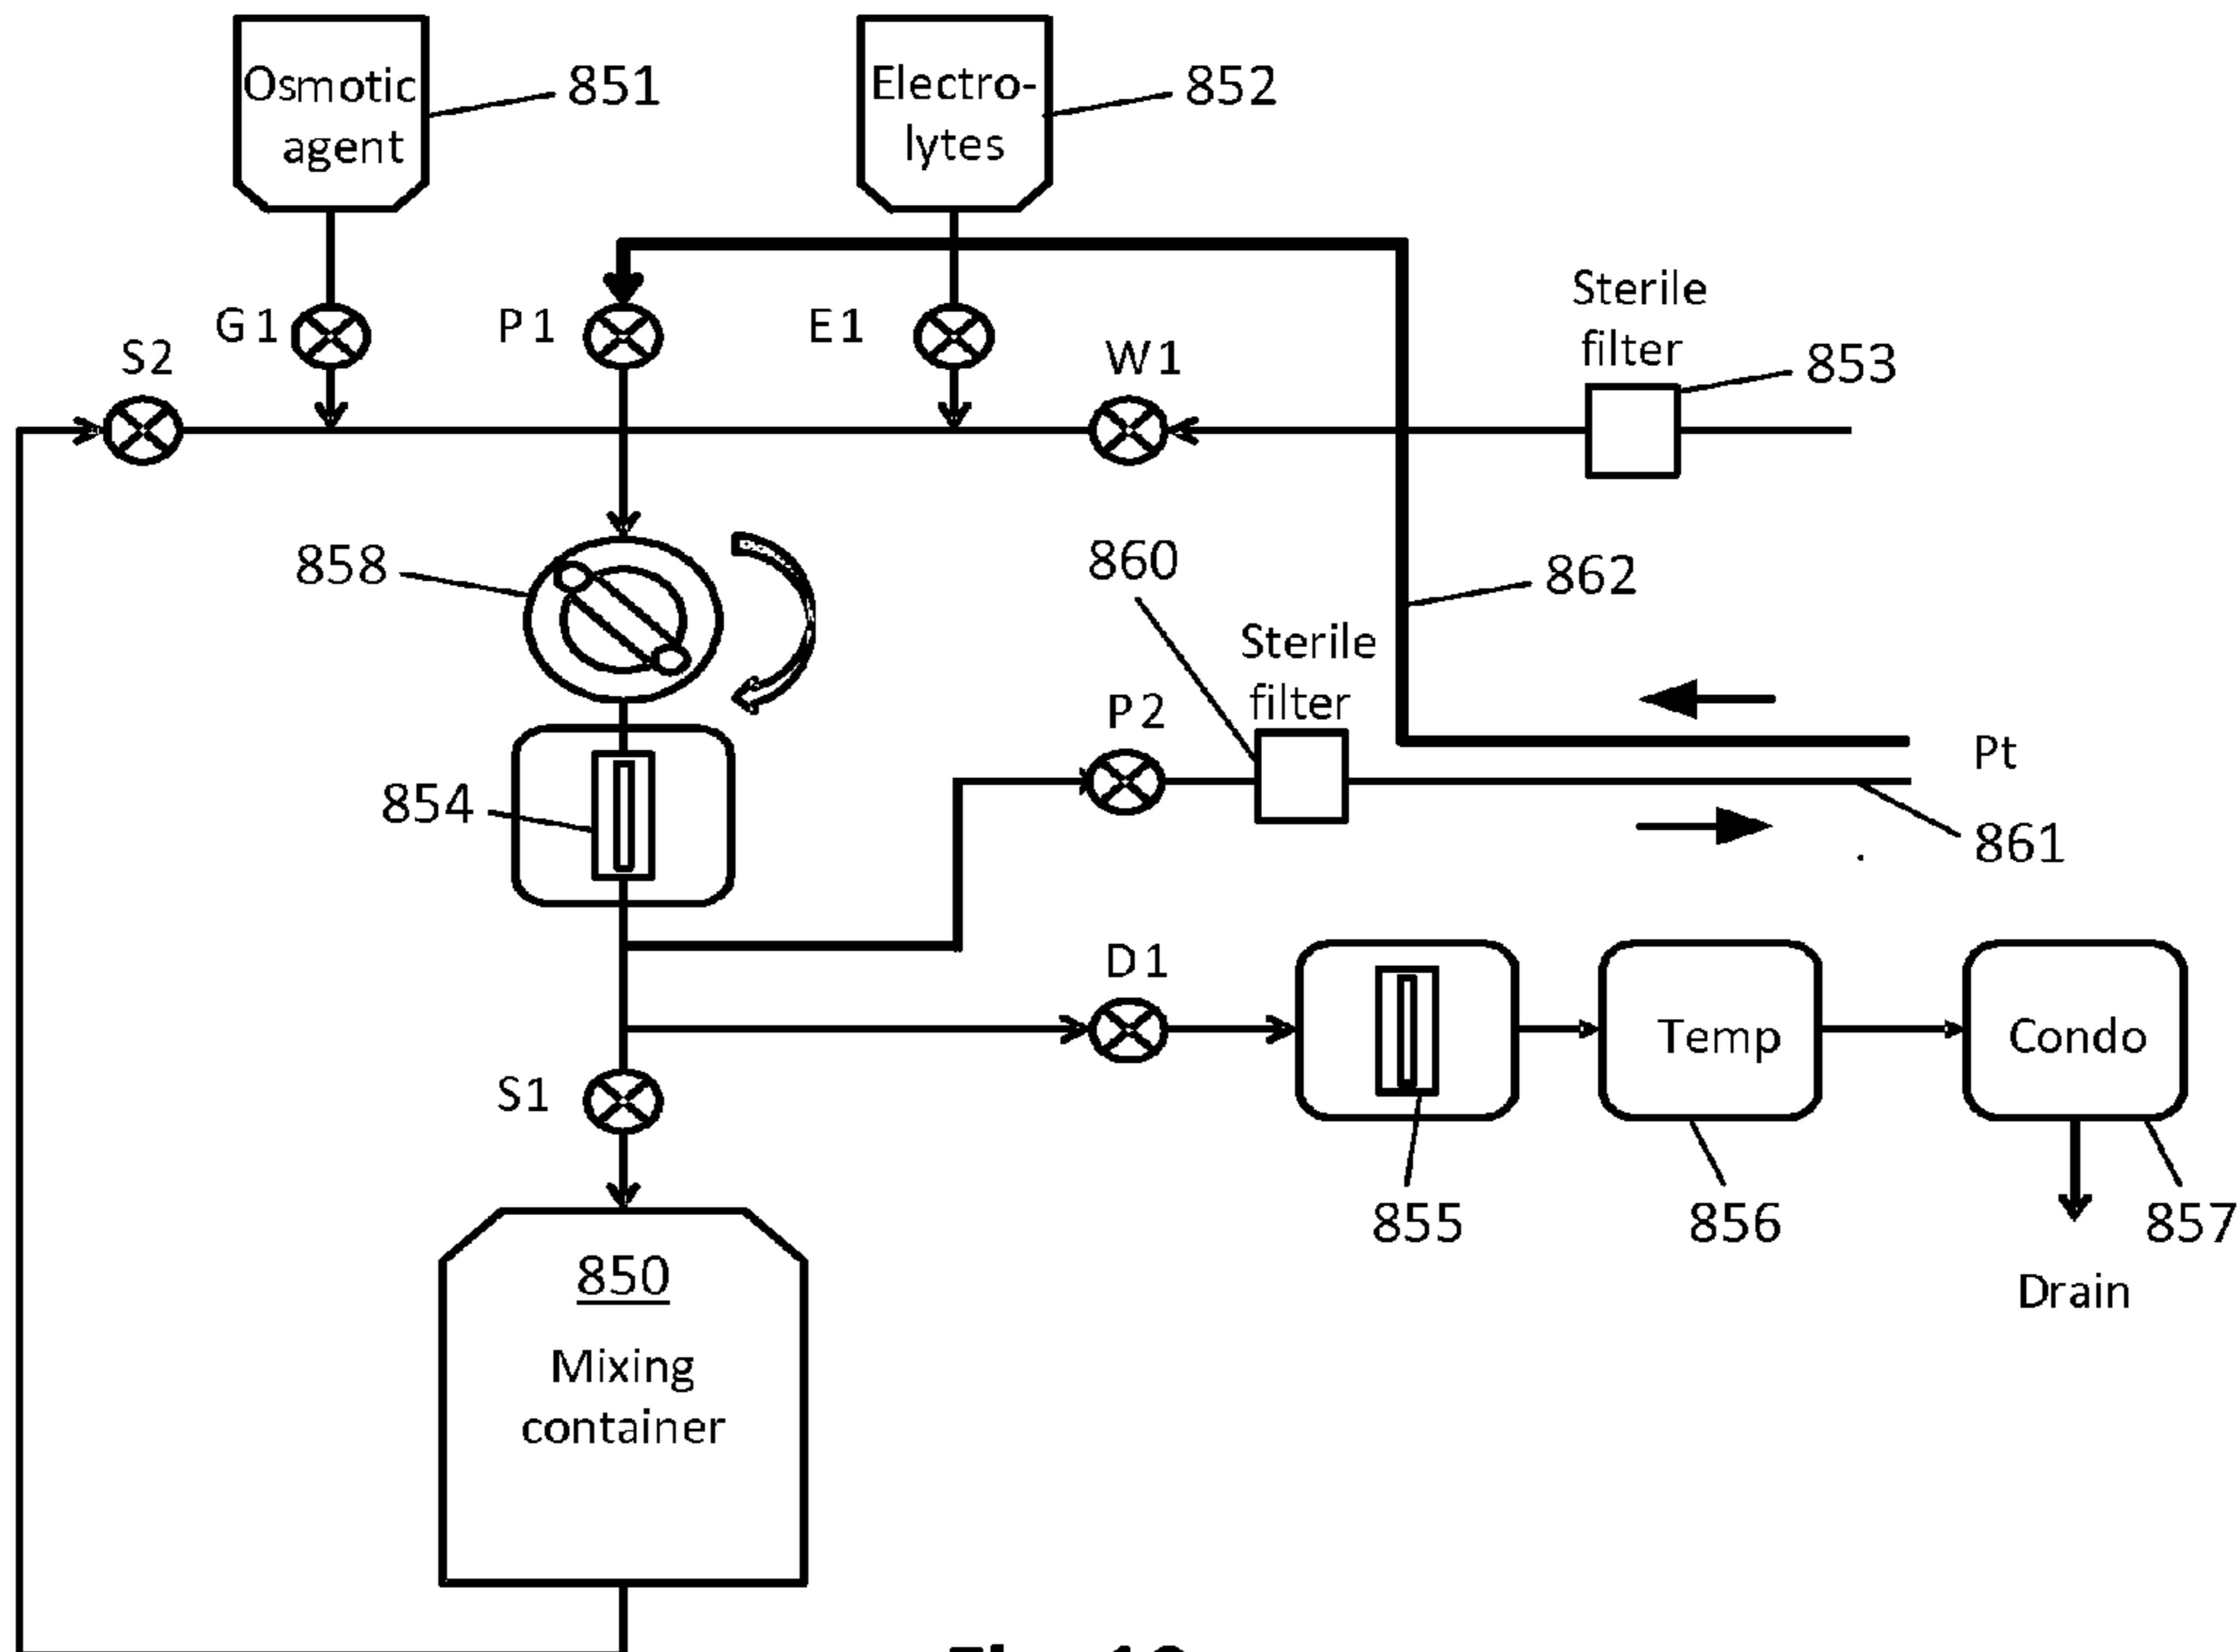 Osmotic
agent
851
Electro-
lytes
852
G1
P1
E1
S2
W1
Sterile
filter
853
858
860
862
Sterile
filter
P2
Pt
854
861
D1
Temp
Condo
S1
855
856
857
850
Drain
Mixing
container